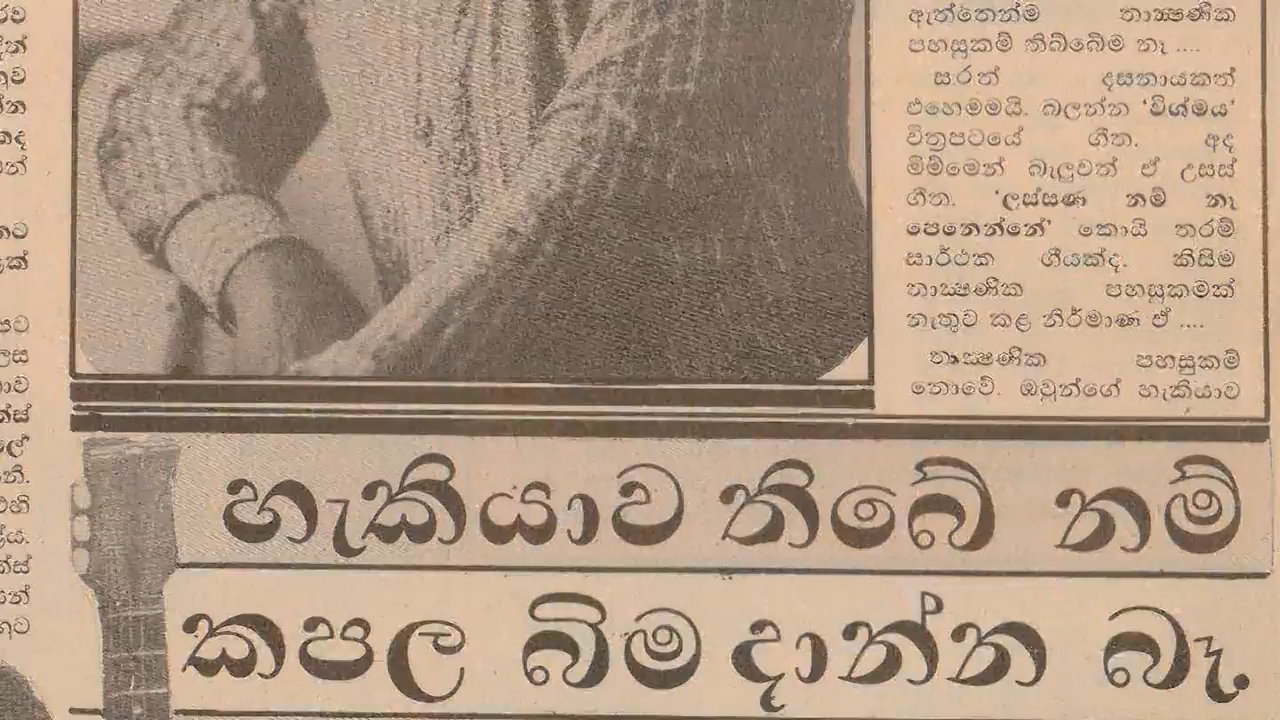 ඇත්තෙන්ම තාක්‍ෂණික
පහසුකම් තිබ්බේම නෑ ....
සරත් දසනායකත්
එහෙමමයි. බලන්න 'විශ්මය'
චිත්‍රපටයේ ගීත. අද
මිම්මෙන් බැලුවත් ඒ උසස්
ගීත. 'ලස්සණ නම් නෑ
පෙනෙන්නේ' කොයි තරම්
සාර්ථක ගීයක්ද. කිසිම
තාක්‍ෂණික පහසුකමක්
නැතුව කළ නිර්මාණ ඒ ....
තාක්‍ෂණික පහසුකම්
නොවේ. ඔවුන්ගේ හැකියාව
හැකියාව තිබේ නම්
කපල බිම දාන්න බෑ.